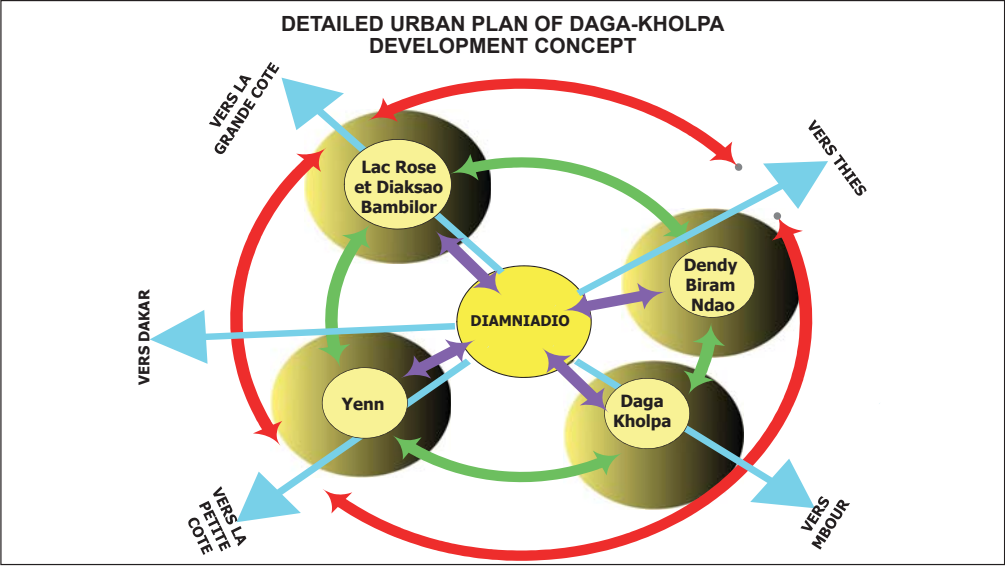 DETAILED URBAN PLAN OF DAGA-KHOLPA
DEVELOPMENT CONCEPT
VERS LA
GRANDE COTE
VERS THIES
Lac Rose
et Diaksao
Bambilor
Dendy
Biram
Ndao
DIAMNIADIO
VERS DAKAR
Yenn
Daga
Kholpa
VERS LA
PETITE
COTE
VERS
MBOUR